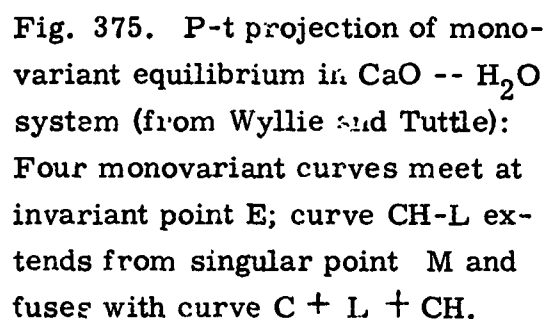 Fig. 375. P-t projection of mono-
variant equilibrium in CaO -- H₂O
system (from Wyllie and Tuttle):
Four monovariant curves meet at
invariant point E; curve CH-L ex-
tends from singular point M and
fuses with curve C + L + CH.